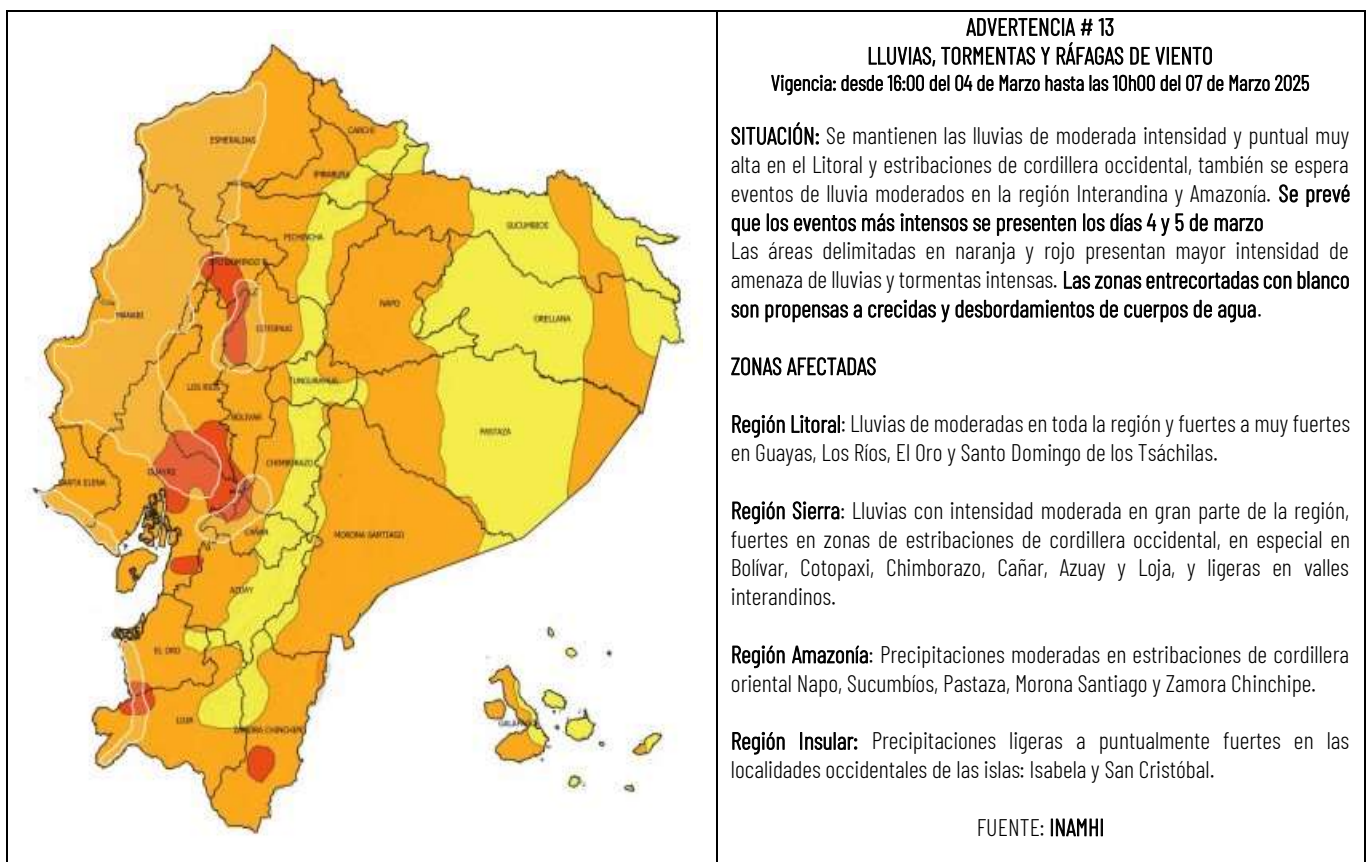 ESMERALDAS
CARCHI
IMBABURA
PICHINCHA
SUCUMBIOS
NAPO
ORELLANA
MANABI
COTOPAXI
TUNGURAHUA
LOS RIOS
BOLIVAR
PASTAZA
CHIMBORAZO
GUAYAS
SANTA ELENA
CAÑAR
MORONA SANTIAGO
AZUAY
EL ORO
LOJA
ZAMORA CHINCHIPE
ADVERTENCIA # 13
LLUVIAS, TORMENTAS Y RÁFAGAS DE VIENTO
Vigencia: desde 16:00 del 04 de Marzo hasta las 10h00 del 07 de Marzo 2025
SITUACIÓN: Se mantienen las lluvias de moderada intensidad y puntual muy
alta en el Litoral y estribaciones de cordillera occidental, también se espera
eventos de lluvia moderados en la región Interandina y Amazonía. Se prevé
que los eventos más intensos se presenten los días 4 y 5 de marzo
Las áreas delimitadas en naranja y rojo presentan mayor intensidad de
amenaza de lluvias y tormentas intensas. Las zonas entrecortadas con blanco
son propensas a crecidas y desbordamientos de cuerpos de agua.
ZONAS AFECTADAS
Región Litoral: Lluvias de moderadas en toda la región y fuertes a muy fuertes
en Guayas, Los Ríos, El Oro y Santo Domingo de los Tsáchilas.
Región Sierra: Lluvias con intensidad moderada en gran parte de la región,
fuertes en zonas de estribaciones de cordillera occidental, en especial en
Bolívar, Cotopaxi, Chimborazo, Cañar, Azuay y Loja, y ligeras en valles
interandinos.
Región Amazonía: Precipitaciones moderadas en estribaciones de cordillera
oriental Napo, Sucumbíos, Pastaza, Morona Santiago y Zamora Chinchipe.
Región Insular: Precipitaciones ligeras a puntualmente fuertes en las
localidades occidentales de las islas: Isabela y San Cristóbal.
FUENTE: INAMHI